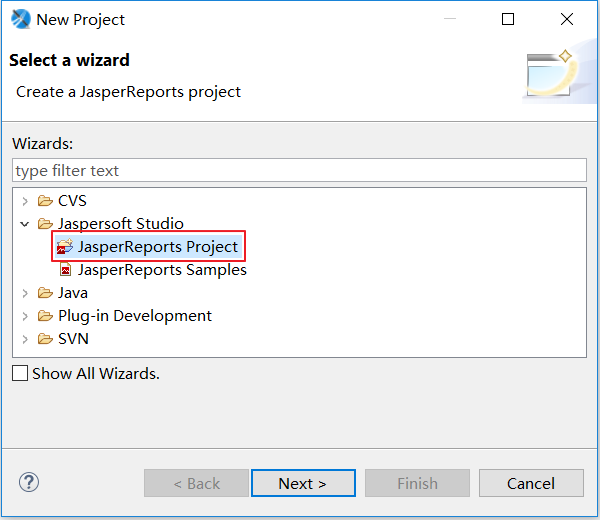 New Project
Select a wizard
Create a JasperReports project
Wizards:
type filter text
CVS
Jaspersoft Studio
JasperReports Project
JasperReports Samples
Java
Plug-in Development
SVN
Show All Wizards.
? < Back Next > Finish Cancel